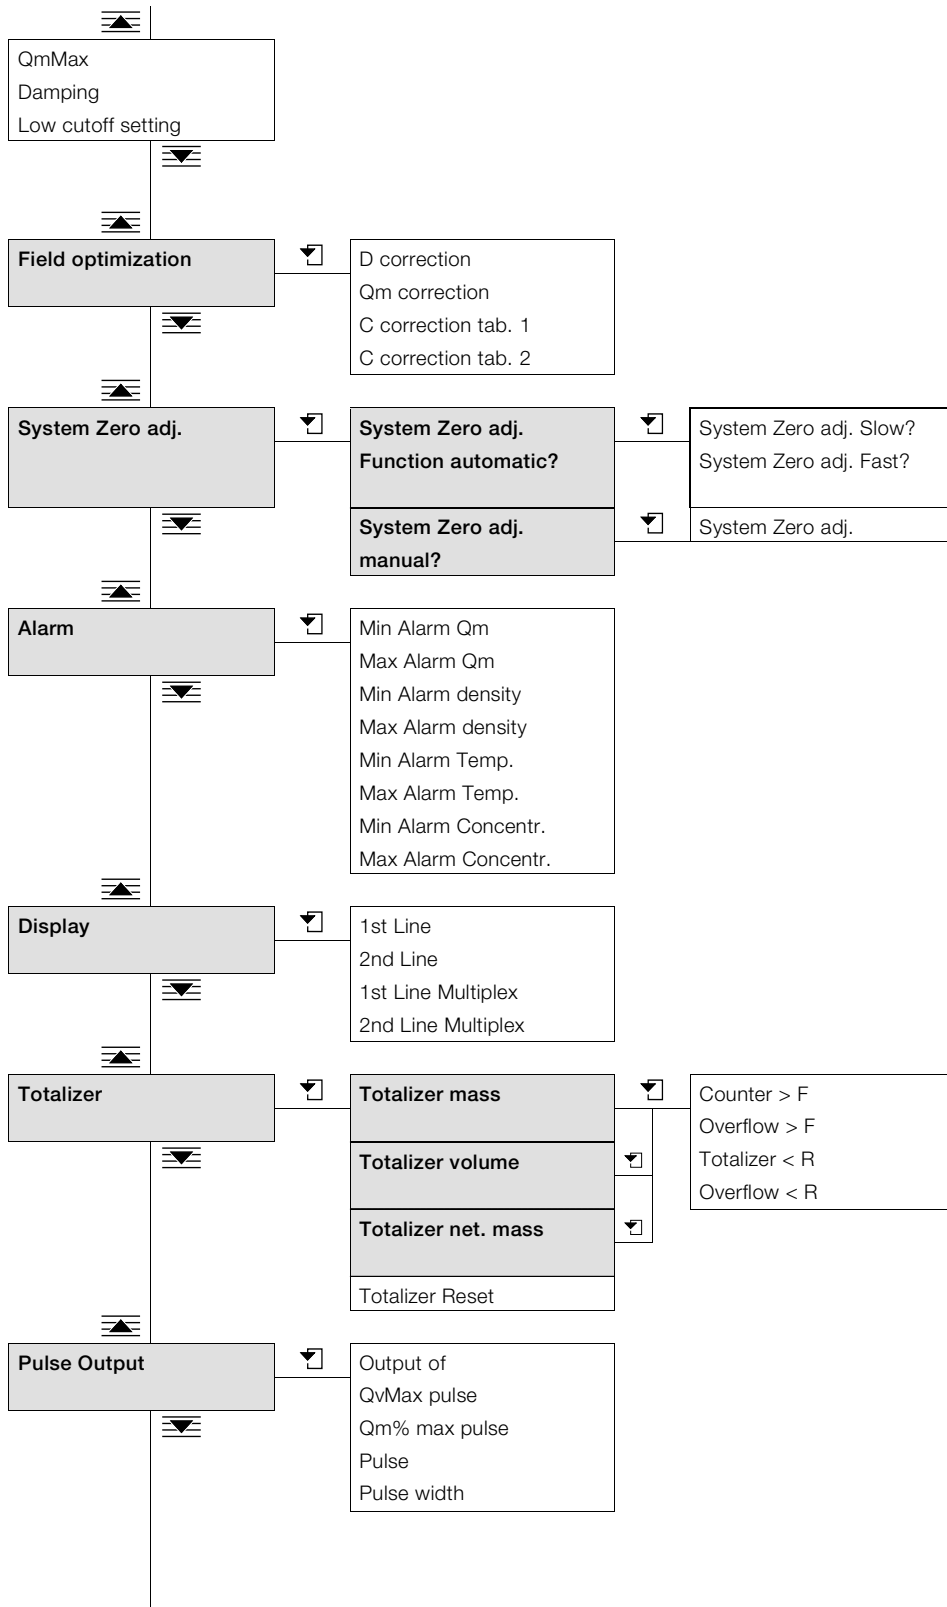 QmMax
Damping
Low cutoff setting
Field optimization
D correction
Qm correction
C correction tab. 1
C correction tab. 2
System Zero adj.
System Zero adj.
Function automatic?
System Zero adj. Slow?
System Zero adj. Fast?
System Zero adj.
manual?
System Zero adj.
Alarm
Min Alarm Qm
Max Alarm Qm
Min Alarm density
Max Alarm density
Min Alarm Temp.
Max Alarm Temp.
Min Alarm Concentr.
Max Alarm Concentr.
Display
1st Line
2nd Line
1st Line Multiplex
2nd Line Multiplex
Totalizer
Totalizer mass
Totalizer volume
Totalizer net. mass
Totalizer Reset
Counter > F
Overflow > F
Totalizer < R
Overflow < R
Pulse Output
Output of
QvMax pulse
Qm% max pulse
Pulse
Pulse width